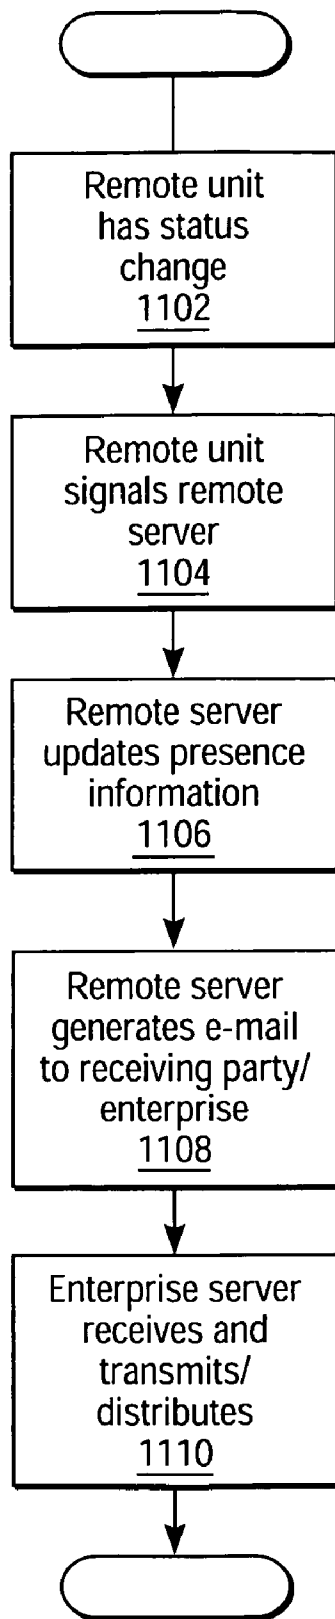 Remote unit
has status
change
1102
Remote unit
signals remote
server
1104
Remote server
updates presence
information
1106
Remote server
generates e-mail
to receiving party/
enterprise
1108
Enterprise server
receives and
transmits/
distributes
1110